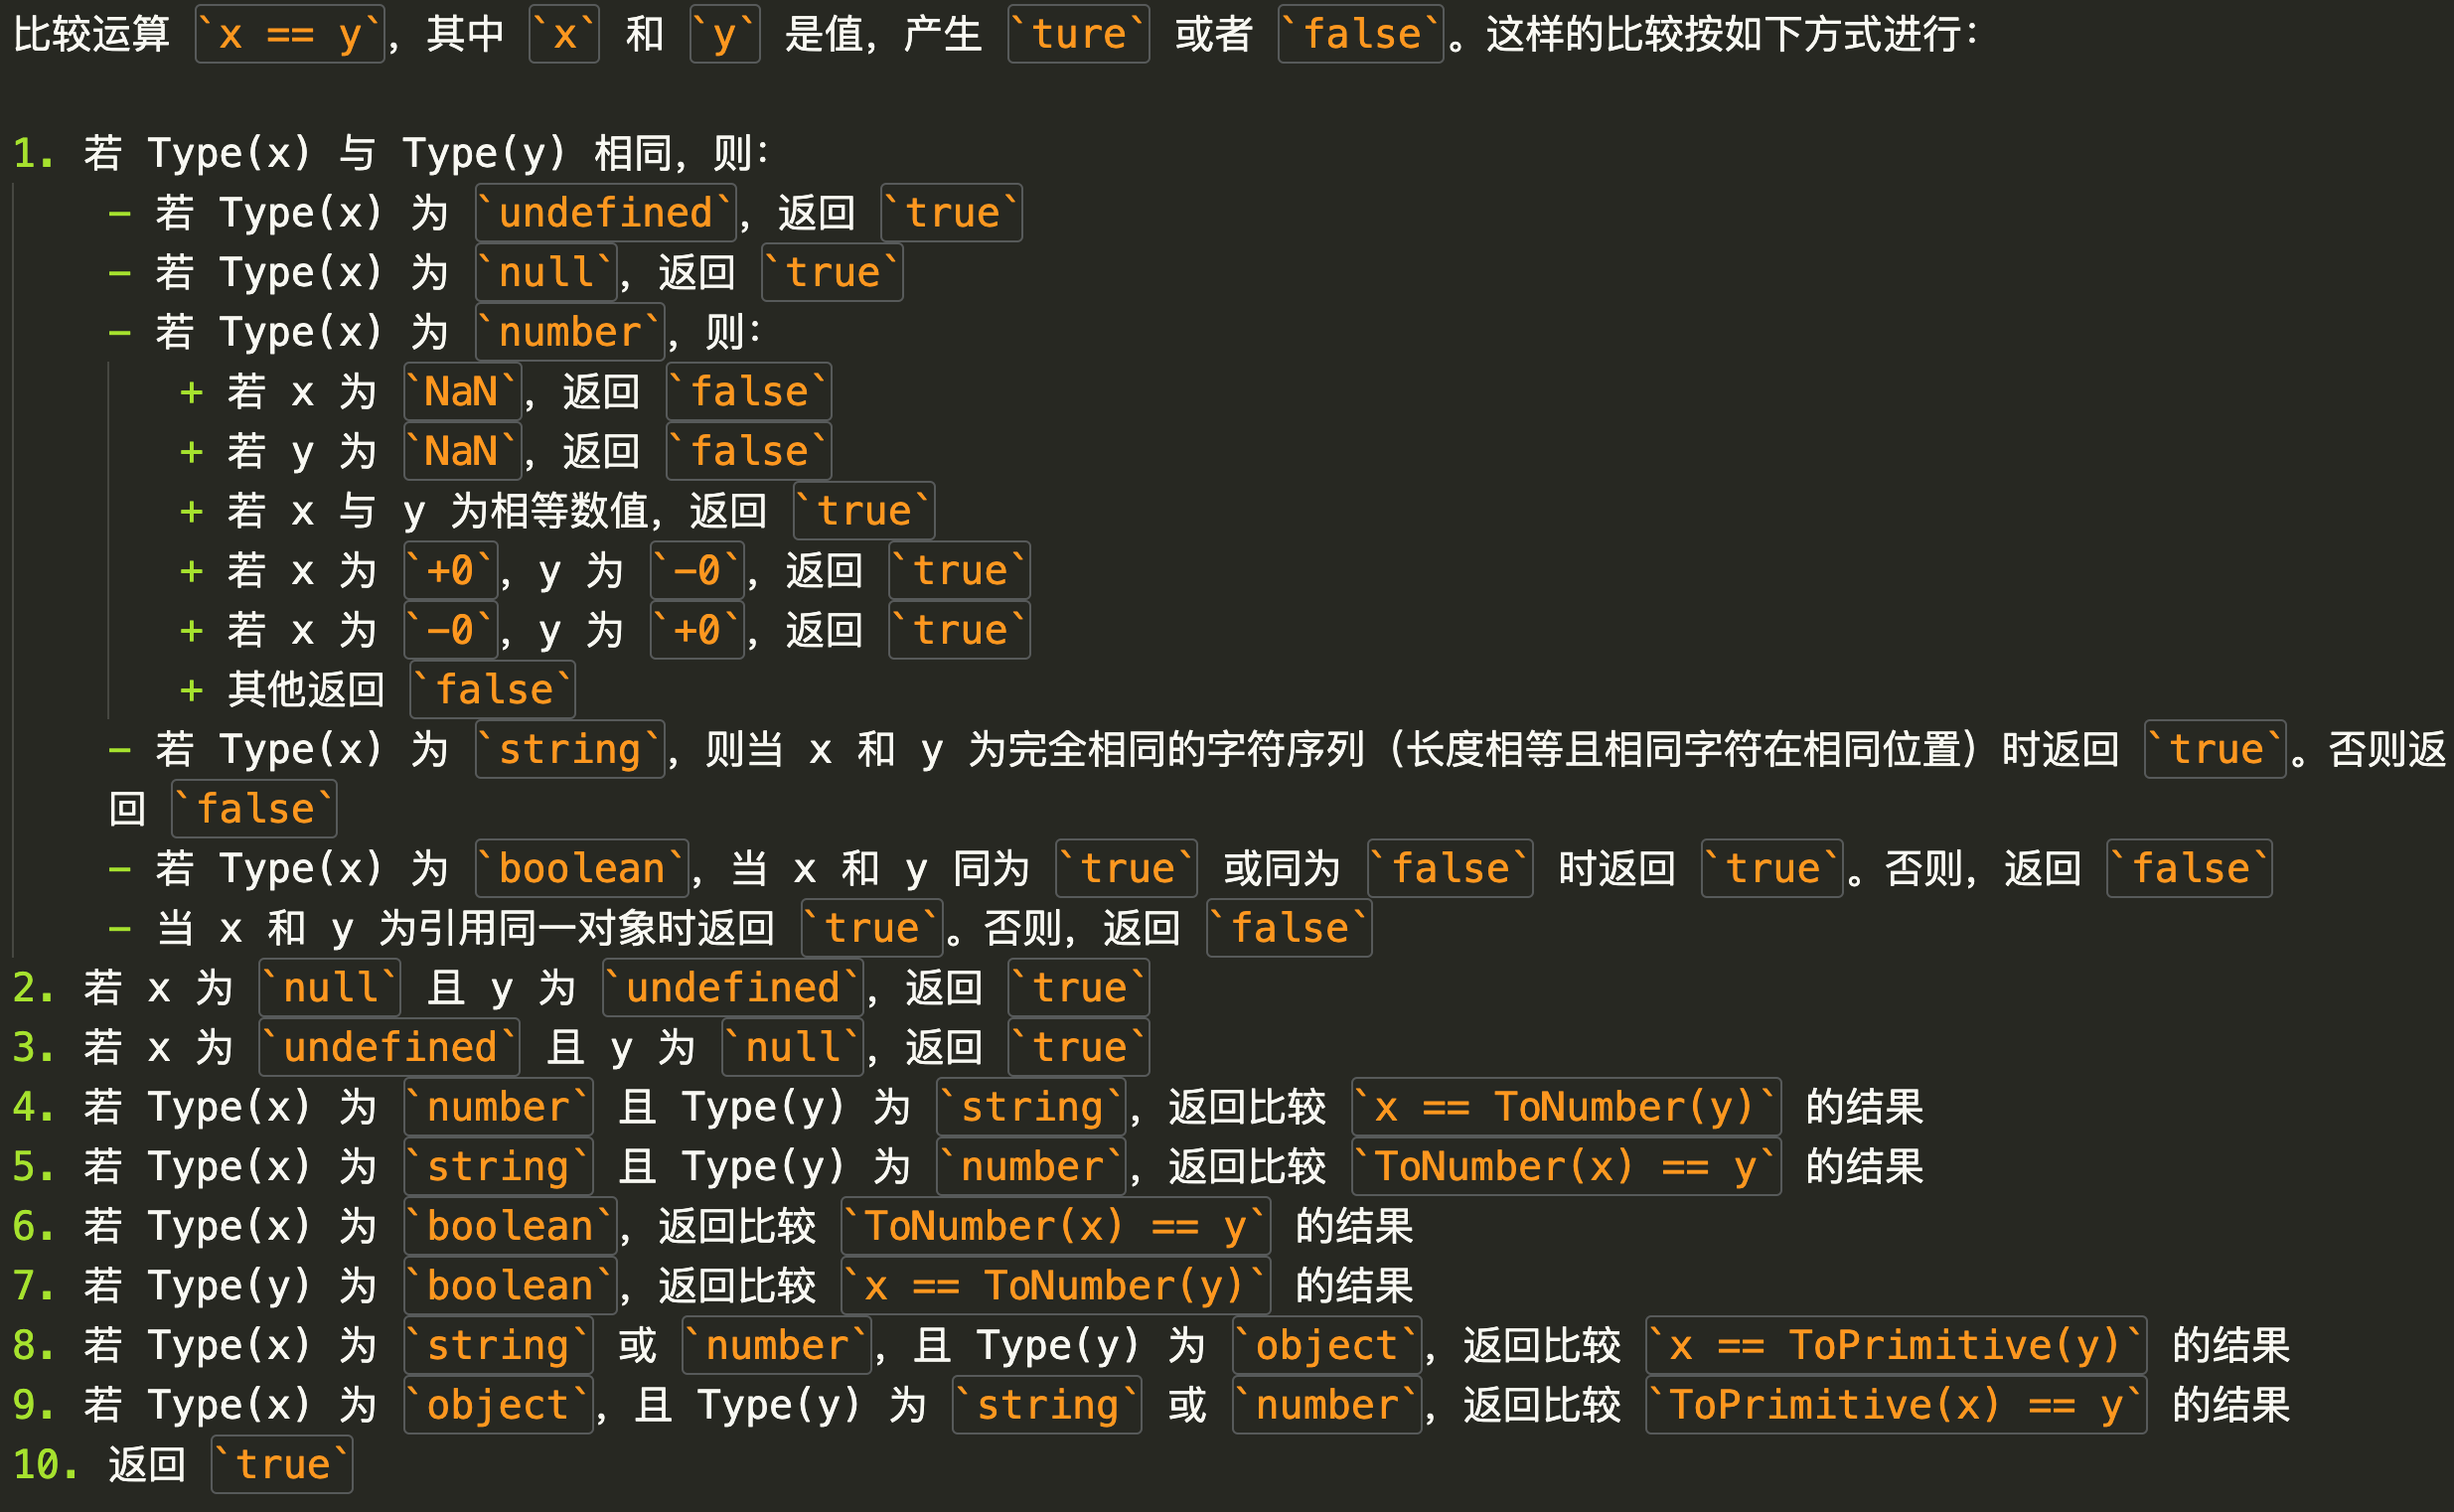 比较运算 `x == y`，其中 `x` 和 `y` 是值，产生 `ture` 或者 `false`。这样的比较按如下方式进行：
1. 若 Type(x) 与 Type(y) 相同，则：
- 若 Type(x) 为 `undefined`，返回 `true`
- 若 Type(x) 为 `null`，返回 `true`
- 若 Type(x) 为 `number`，则：
+ 若 x 为 `NaN`，返回 `false`
+ 若 y 为 `NaN`，返回 `false`
+ 若 x 与 y 为相等数值，返回 `true`
+ 若 x 为 `+0`，y 为 `−0`，返回 `true`
+ 若 x 为 `−0`，y 为 `+0`，返回 `true`
+ 其他返回 `false`
- 若 Type(x) 为 `string`，则当 x 和 y 为完全相同的字符序列（长度相等且相同字符在相同位置）时返回 `true`。否则返
回 `false`
- 若 Type(x) 为 `boolean`，当 x 和 y 同为 `true` 或同为 `false` 时返回 `true`。否则，返回 `false`
- 当 x 和 y 为引用同一对象时返回 `true`。否则，返回 `false`
2. 若 x 为 `null` 且 y 为 `undefined`，返回 `true`
3. 若 x 为 `undefined` 且 y 为 `null`，返回 `true`
4. 若 Type(x) 为 `number` 且 Type(y) 为 `string`，返回比较 `x == ToNumber(y)` 的结果
5. 若 Type(x) 为 `string` 且 Type(y) 为 `number`，返回比较 `ToNumber(x) == y` 的结果
6. 若 Type(x) 为 `boolean`，返回比较 `ToNumber(x) == y` 的结果
7. 若 Type(y) 为 `boolean`，返回比较 `x == ToNumber(y)` 的结果
8. 若 Type(x) 为 `string` 或 `number`，且 Type(y) 为 `object`，返回比较 `x == ToPrimitive(y)` 的结果
9. 若 Type(x) 为 `object`，且 Type(y) 为 `string` 或 `number`，返回比较 `ToPrimitive(x) == y` 的结果
10. 返回 `true`